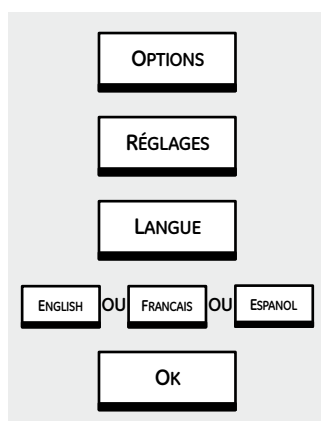 OPTIONS
RÉGLAGES
LANGUE
ENGLISH OU FRANCAIS OU ESPANOL
OK